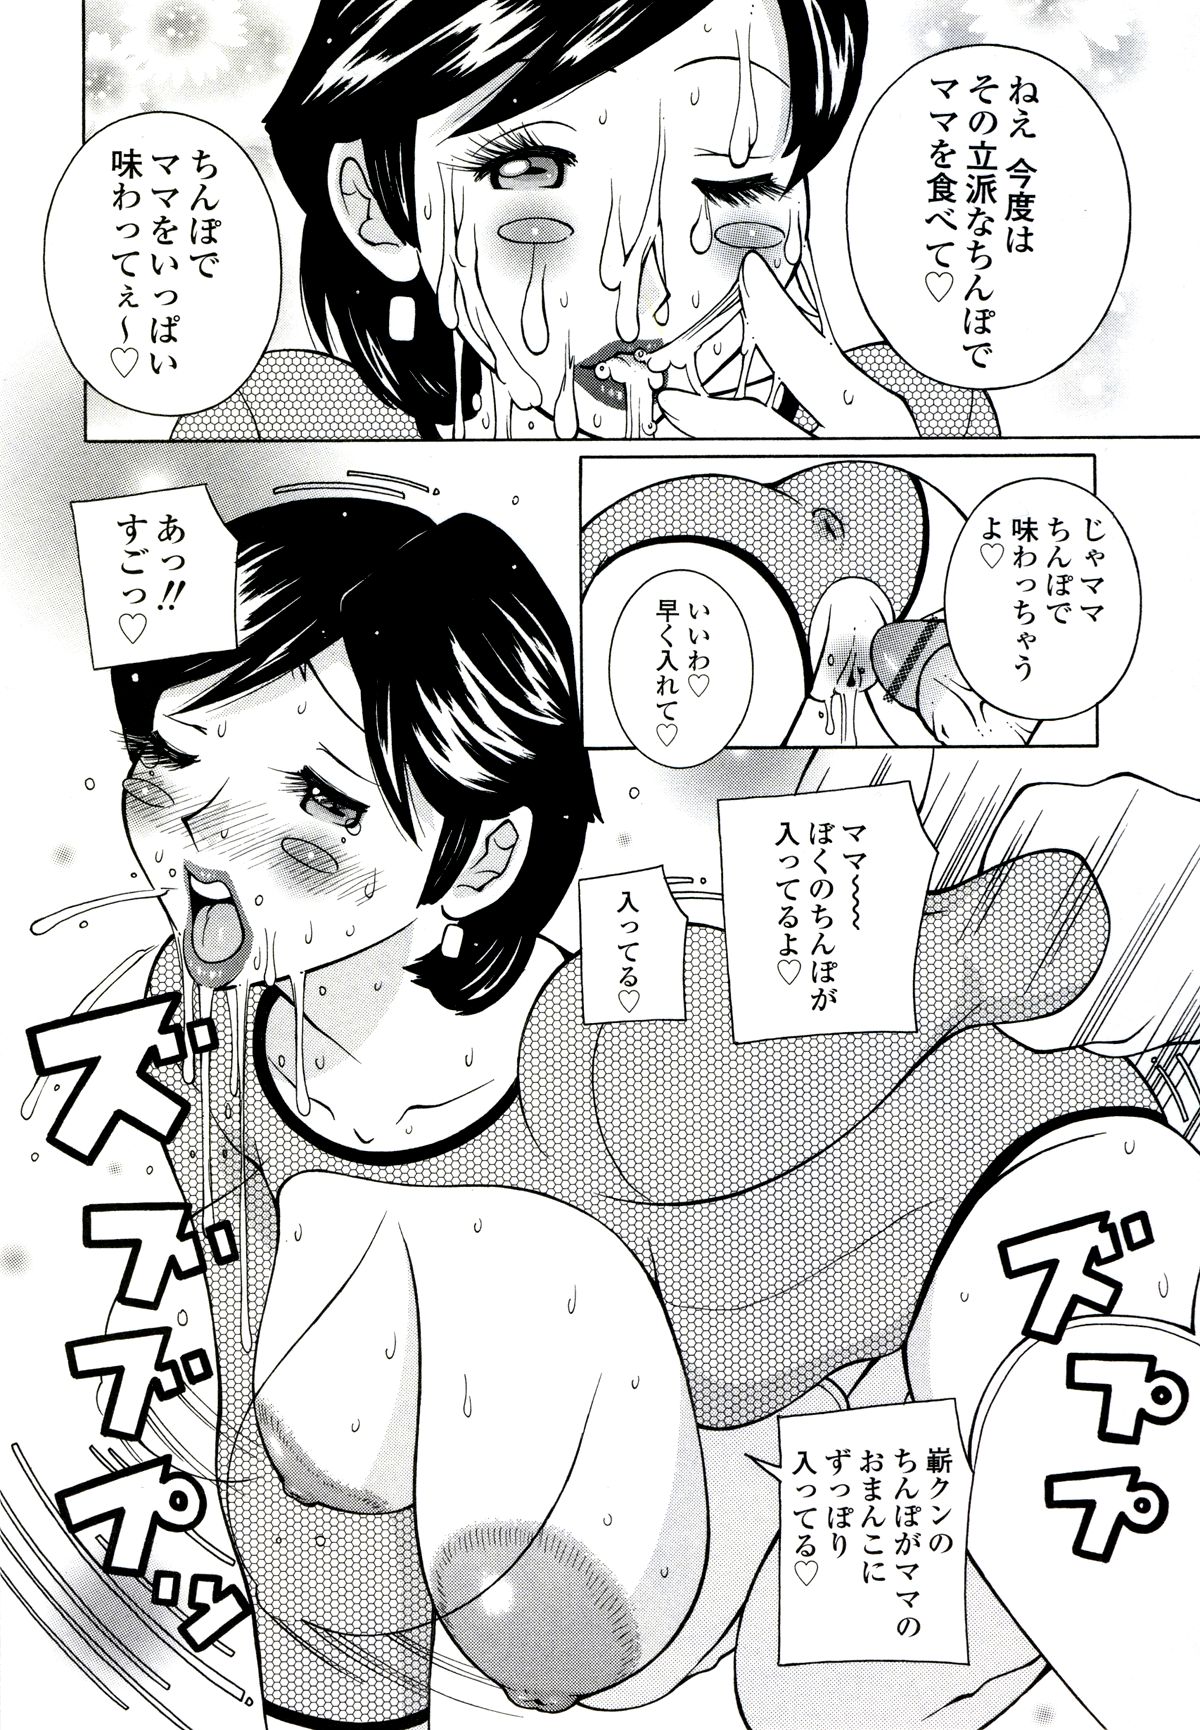 ねえ 今度は
その立派なちんぽで
ママを食べて♡
ちんぽで
ママをいっぱい
味わってぇ～♡
じゃママ
ちんぽで
味わっちゃう
よ♡
いいわ♡
早く入れて♡
あっ!!
すごっ♡
ママ～～～
ぼくのちんぽが
入ってるよ♡
入ってる♡
嶄クンの
ちんぽがママの
おまんこに
ずっぽり
入ってる♡
ズ
ズ
ズ
プ
ッ
ズ
プ
プ